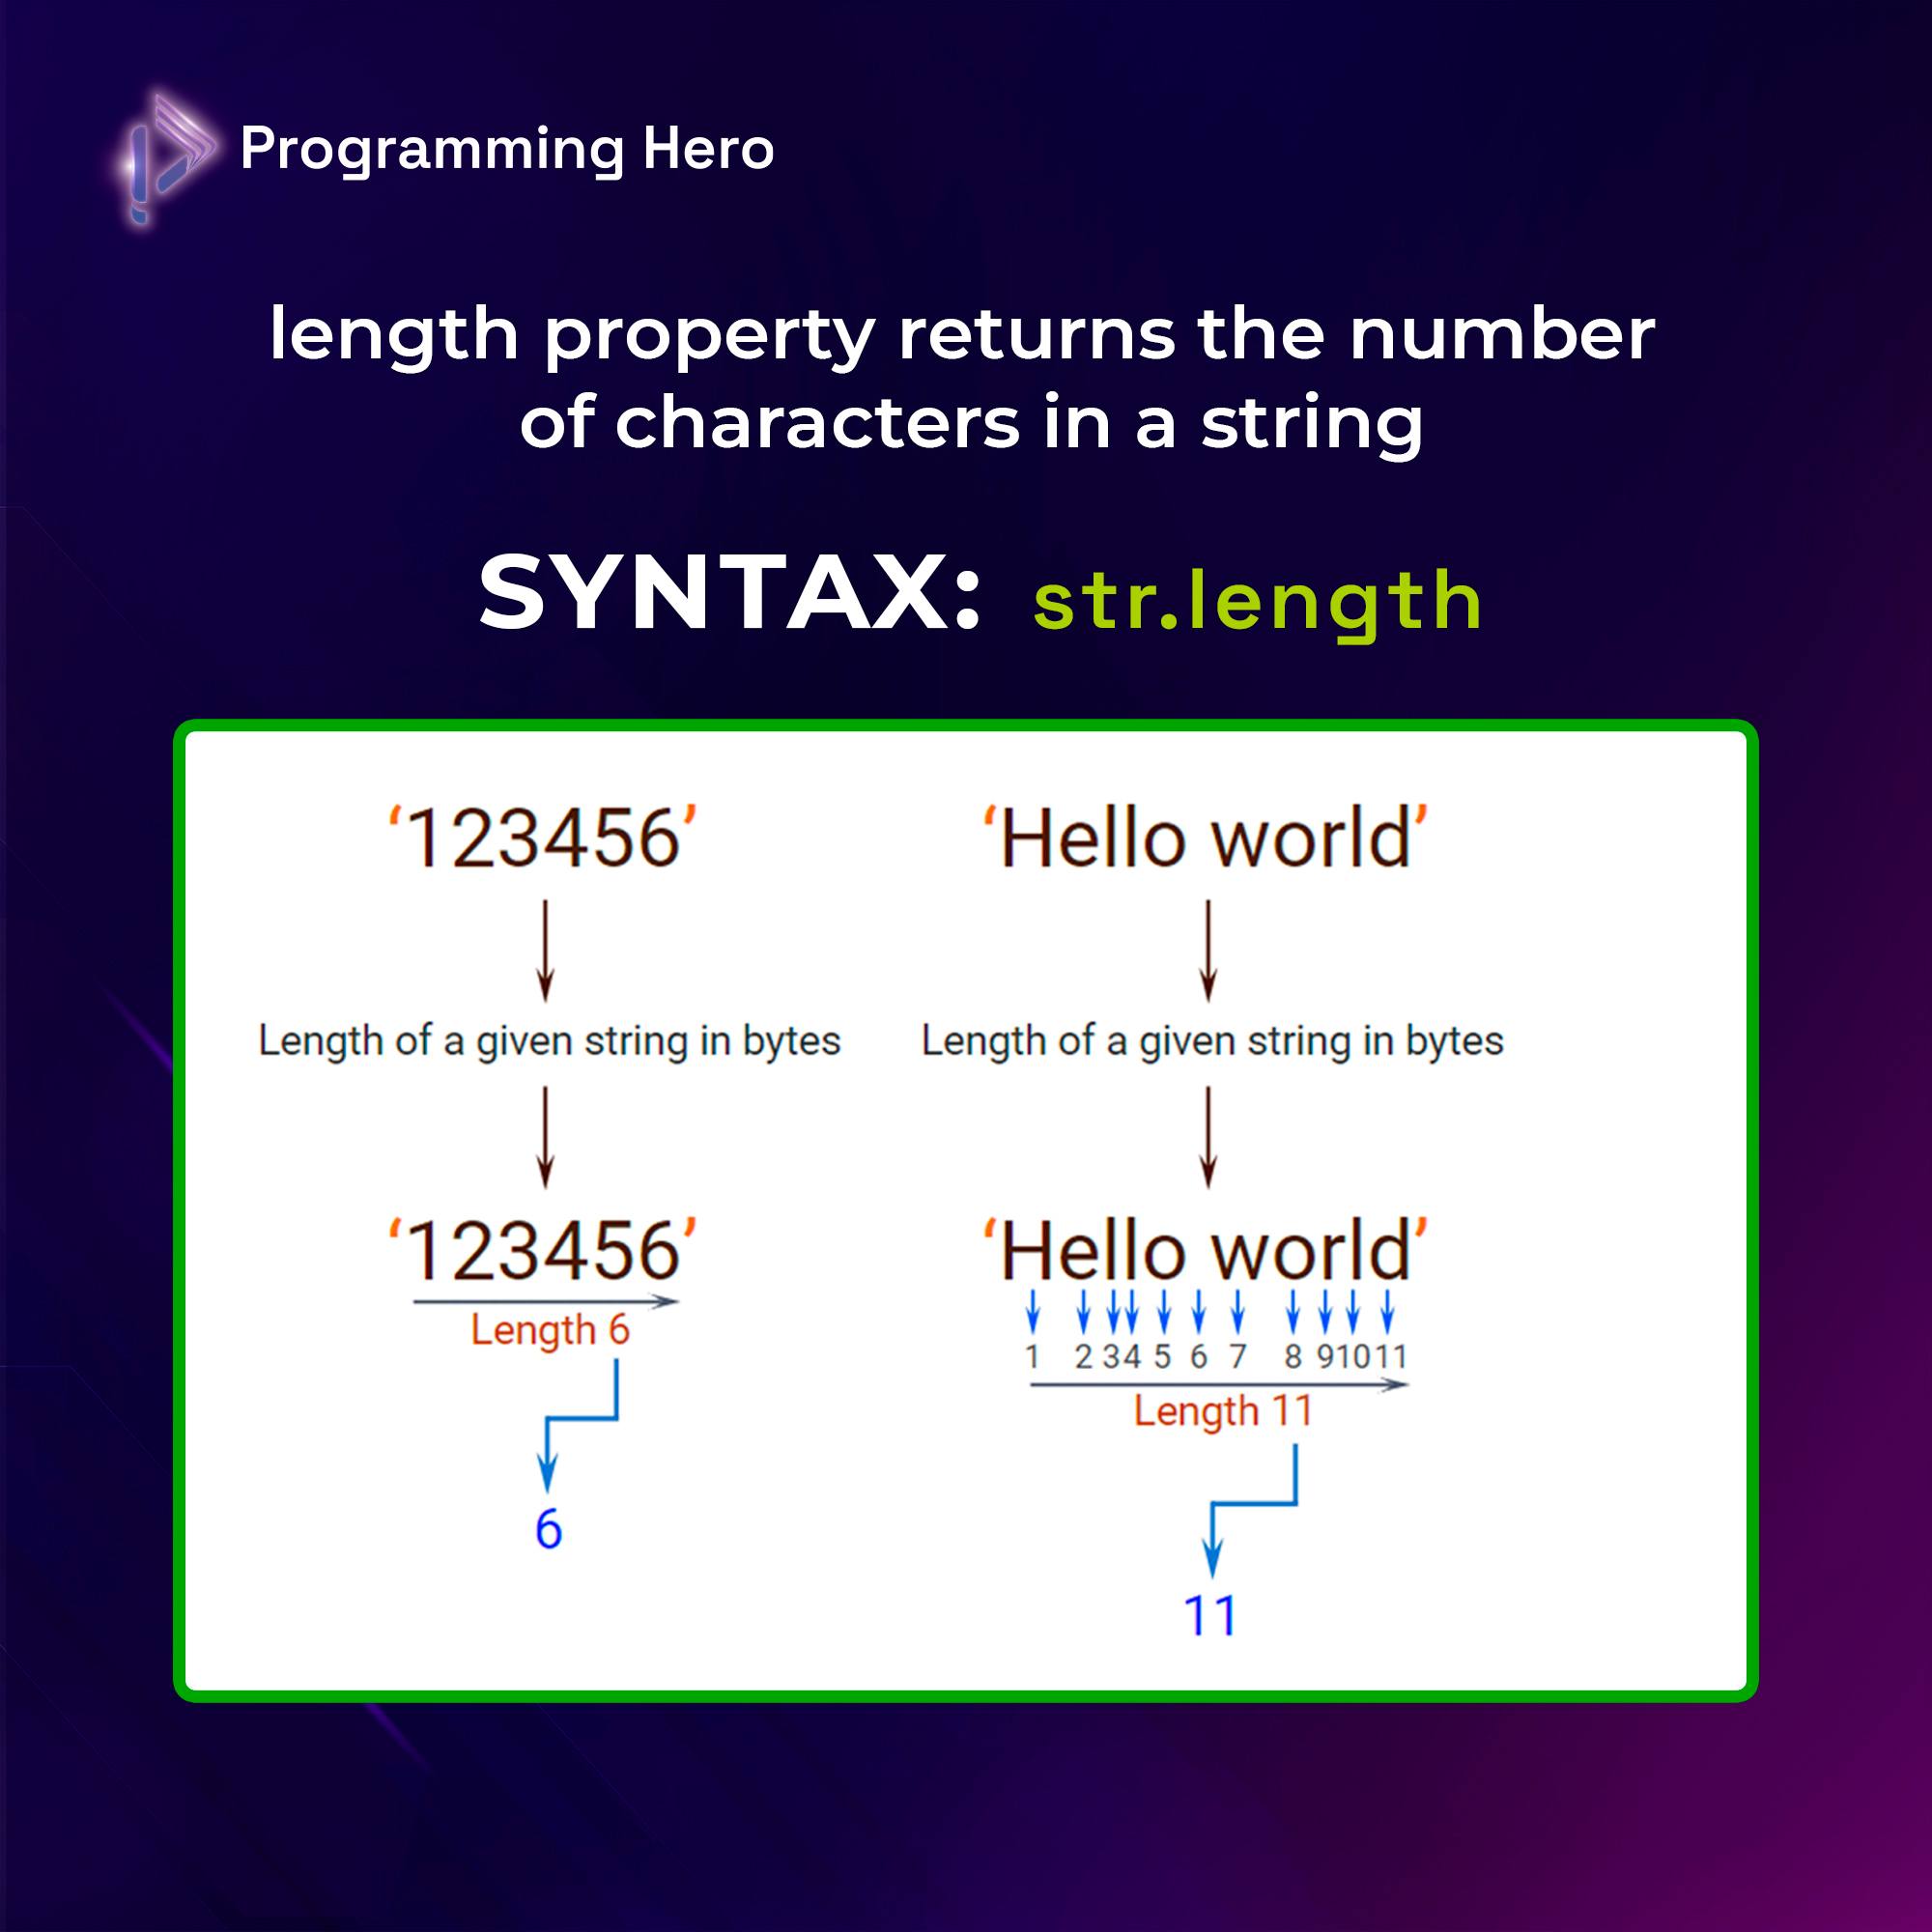 Programming Hero
length property returns the number
of characters in a string
SYNTAX: str.length
‘123456’
Length of a given string in bytes
‘123456’
Length 6
6
‘Hello world’
Length of a given string in bytes
‘Hello world’
1 2 3 4 5 6 7 8 9 10 11
Length 11
11